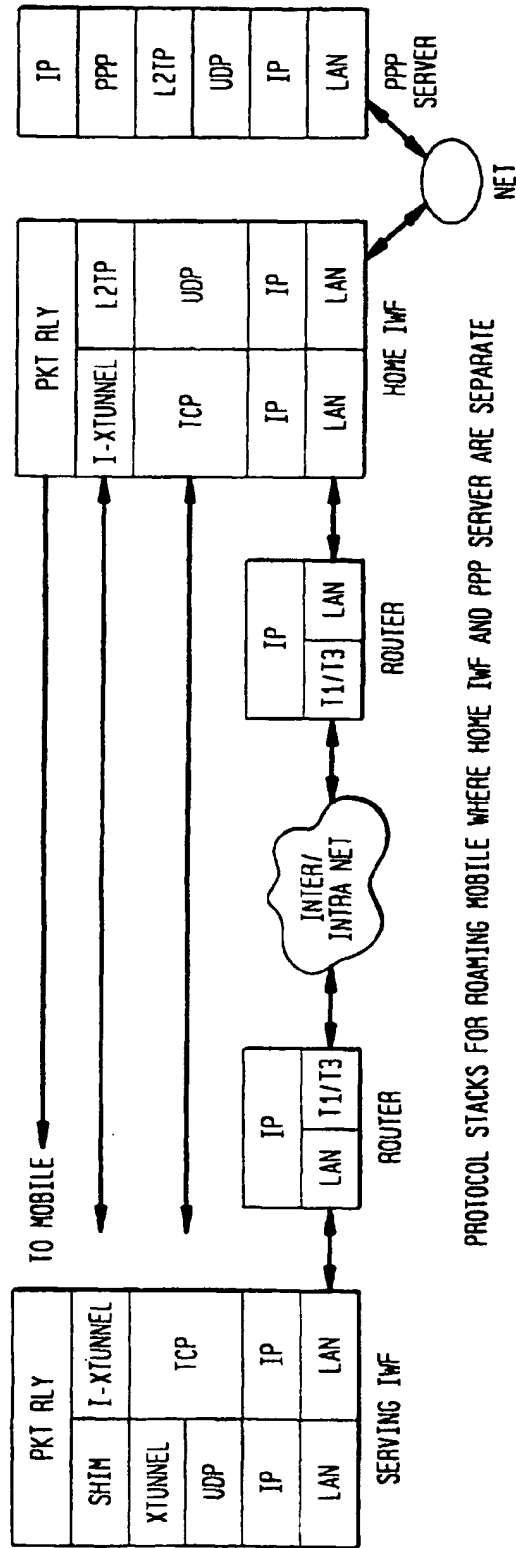 PKT RLY
SHIM
I-XTUNNEL
XTUNNEL
TCP
UDP
IP
IP
LAN
LAN
SERVING IWF
TO MOBILE
IP
LAN
T1/T3
ROUTER
INTER/
INTRA NET
IP
T1/T3
LAN
ROUTER
PKT RLY
I-XTUNNEL
L2TP
TCP
UDP
IP
IP
LAN
LAN
HOME IWF
NET
IP
PPP
L2TP
UDP
IP
LAN
PPP
SERVER
PROTOCOL STACKS FOR ROAMING MOBILE WHERE HOME IWF AND PPP SERVER ARE SEPARATE